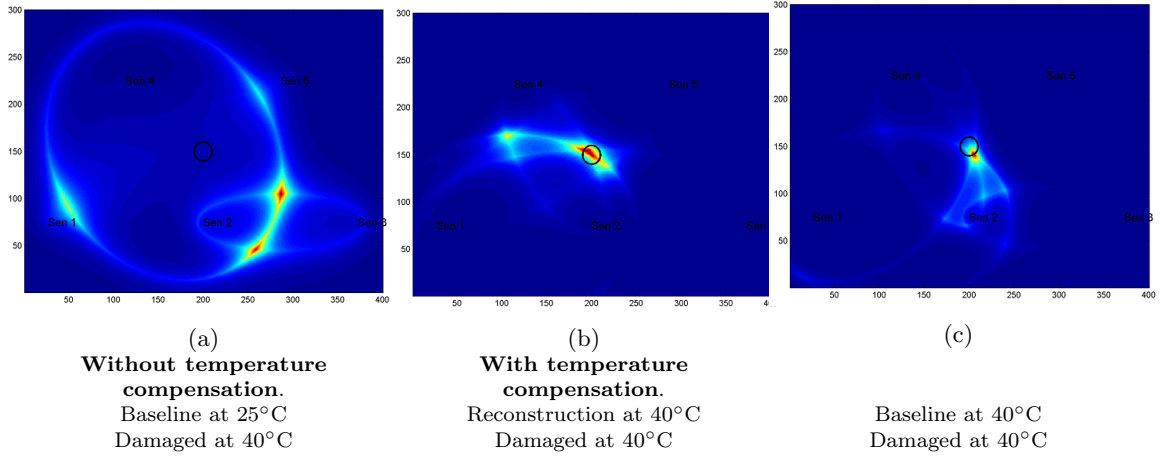 300
250
200
150
100
50
50 100 150 200 250 300 350 400
Sen 4
Sen 5
Sen 1
Sen 2
Sen 3
300
250
200
150
100
50
50 100 150 200 250 300 350 400
Sen 4
Sen 5
Sen 1
Sen 2
Sen
300
250
200
150
100
50
50 100 150 200 250 300 350 400
Sen 4
Sen 5
Sen 1
Sen 2
Sen 3
(a)
Without temperature
compensation.
Baseline at 25°C
Damaged at 40°C
(b)
With temperature
compensation.
Reconstruction at 40°C
Damaged at 40°C
(c)
Baseline at 40°C
Damaged at 40°C